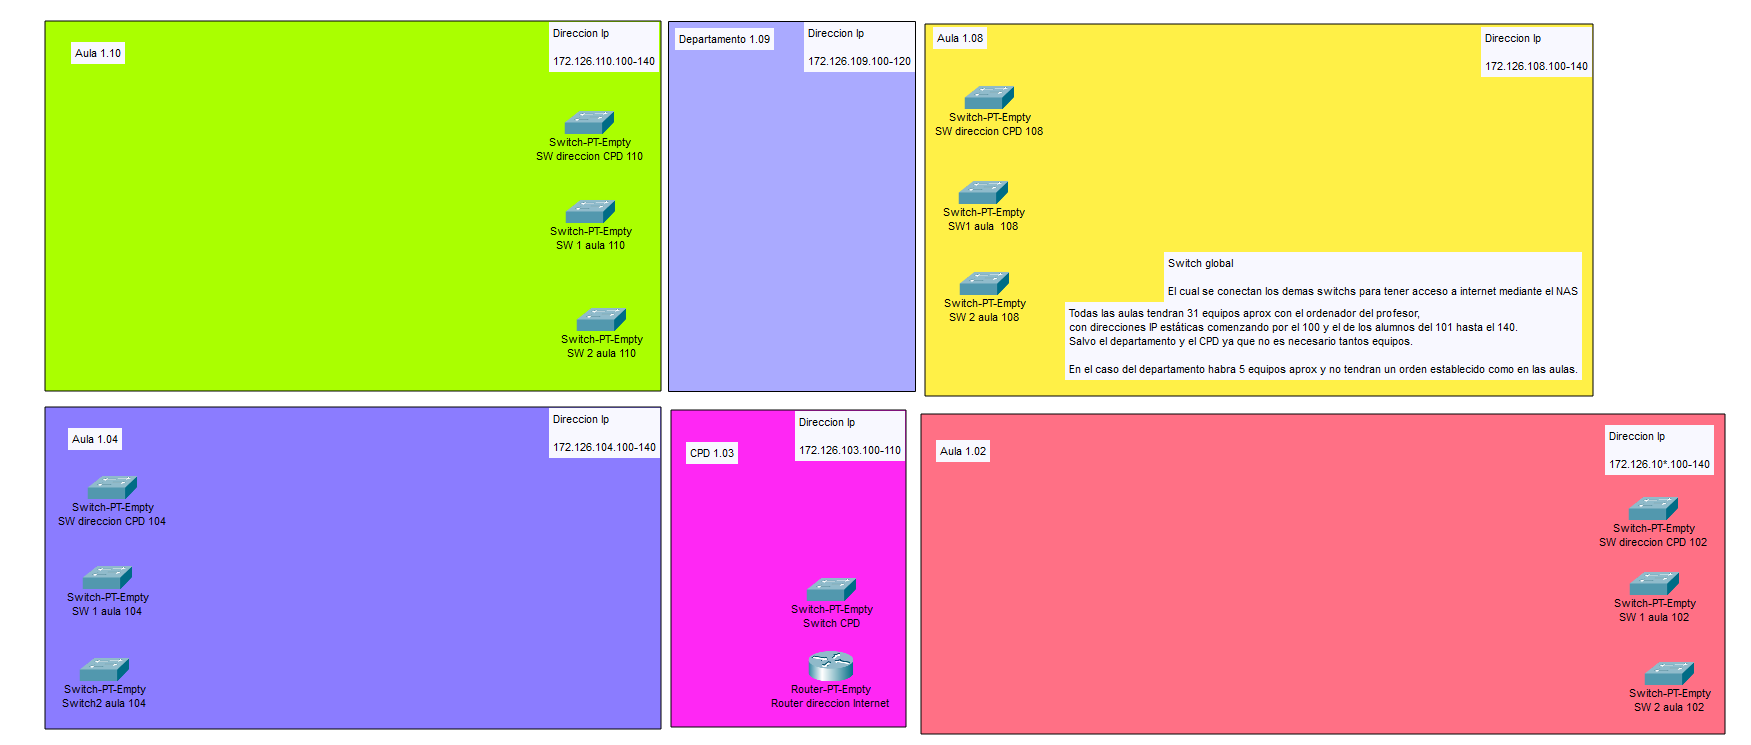 Aula 1.10
Direccion Ip
172.126.110.100-140
Switch-PT-Empty
SW direccion CPD 110
Switch-PT-Empty
SW 1 aula 110
Switch-PT-Empty
SW 2 aula 110
Departamento 1.09
Direccion Ip
172.126.109.100-120
Aula 1.08
Direccion Ip
172.126.108.100-140
Switch-PT-Empty
SW direccion CPD 108
Switch-PT-Empty
SW1 aula  108
Switch-PT-Empty
SW 2 aula 108
Switch global
El cual se conectan los demas switchs para tener acceso a internet mediante el NAS
Todas las aulas tendran 31 equipos aprox con el ordenador del profesor,
con direcciones IP estáticas comenzando por el 100 y el de los alumnos del 101 hasta el 140.
Salvo el departamento y el CPD ya que no es necesario tantos equipos.
En el caso del departamento habra 5 equipos aprox y no tendran un orden establecido como en las aulas.
Aula 1.04
Direccion Ip
172.126.104.100-140
Switch-PT-Empty
SW direccion CPD 104
Switch-PT-Empty
SW 1 aula 104
Switch-PT-Empty
Switch2 aula 104
CPD 1.03
Direccion Ip
172.126.103.100-110
Switch-PT-Empty
Switch CPD
Router-PT-Empty
Router direccion Internet
Aula 1.02
Direccion Ip
172.126.10*.100-140
Switch-PT-Empty
SW direccion CPD 102
Switch-PT-Empty
SW 1 aula 102
Switch-PT-Empty
SW 2 aula 102